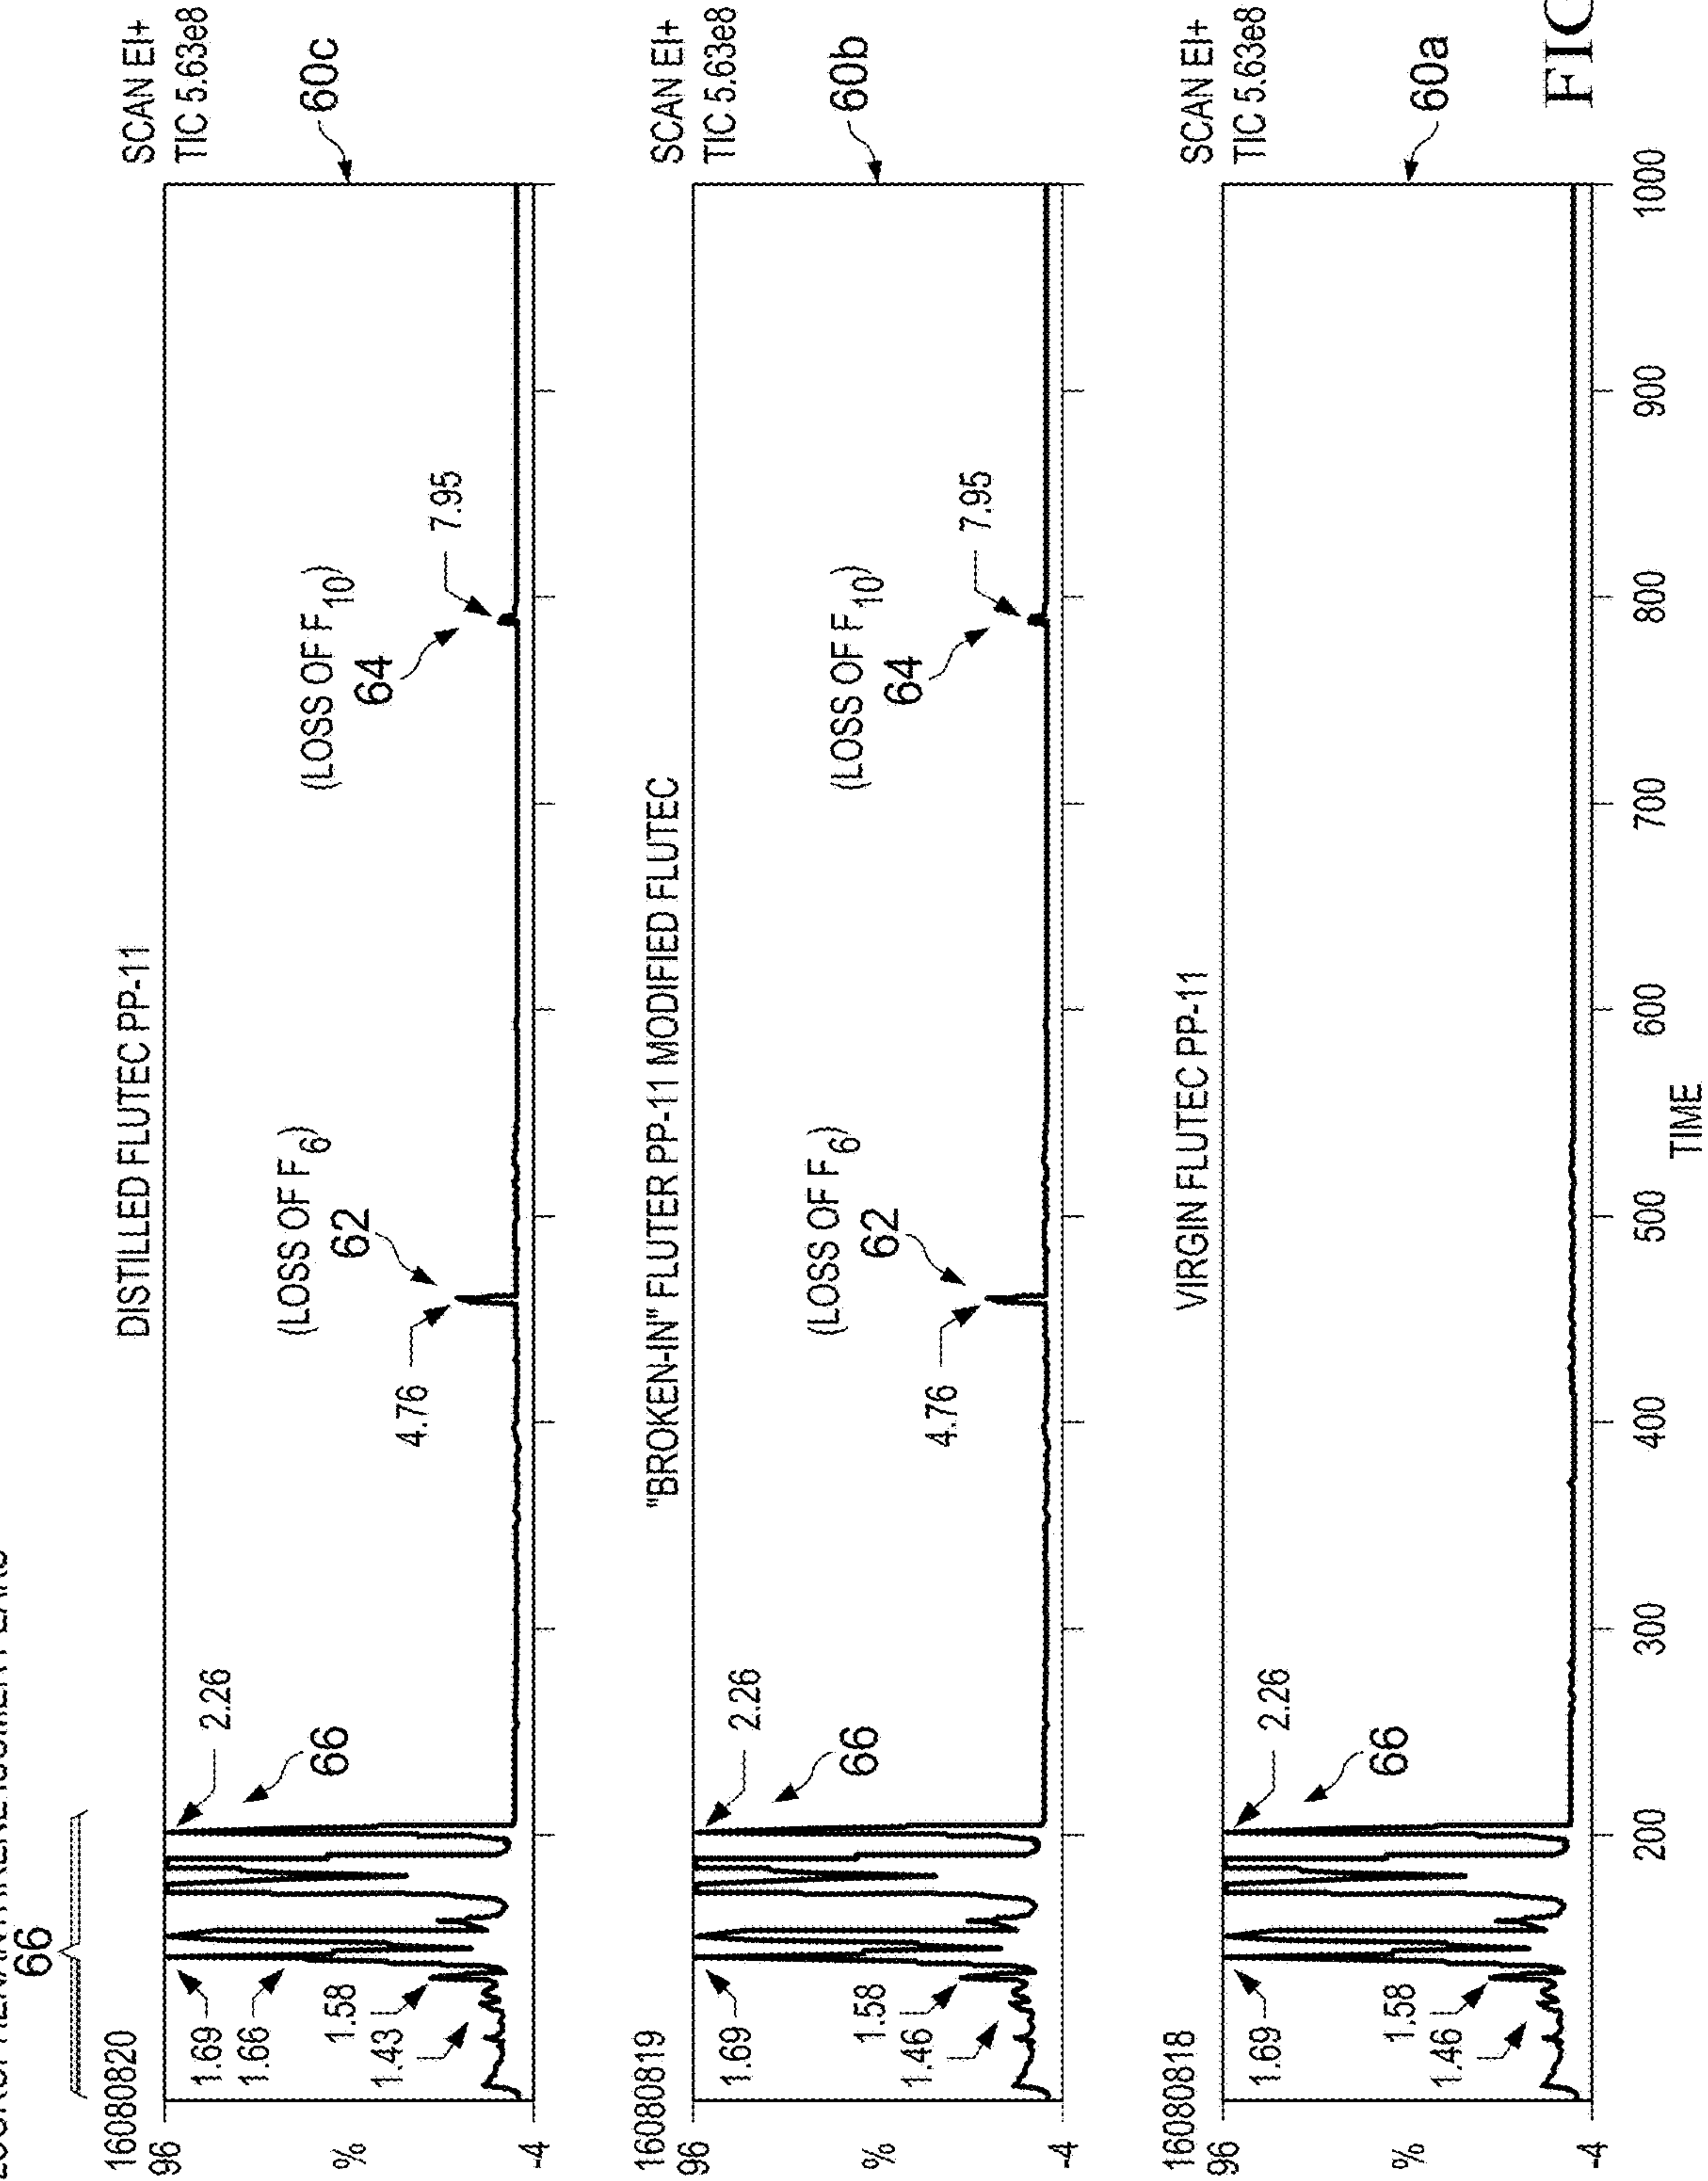 66
16080820
DISTILLED FLUTEC PP-11
SCAN EI+
TIC 5.63e8
96
%
-4
1.69
1.66
1.58
1.43
2.26
66
4.76
(LOSS OF F6)
62
(LOSS OF F10)
64
7.95
60c
16080819
"BROKEN-IN" FLUTER PP-11 MODIFIED FLUTEC
SCAN EI+
TIC 5.63e8
96
%
-4
1.69
1.58
1.46
2.26
66
4.76
(LOSS OF F6)
62
(LOSS OF F10)
64
7.95
60b
16080818
VIRGIN FLUTEC PP-11
SCAN EI+
TIC 5.63e8
96
%
-4
1.69
1.58
1.46
2.26
66
60a
200 300 400 500 600 700 800 900 1000
TIME
FIG